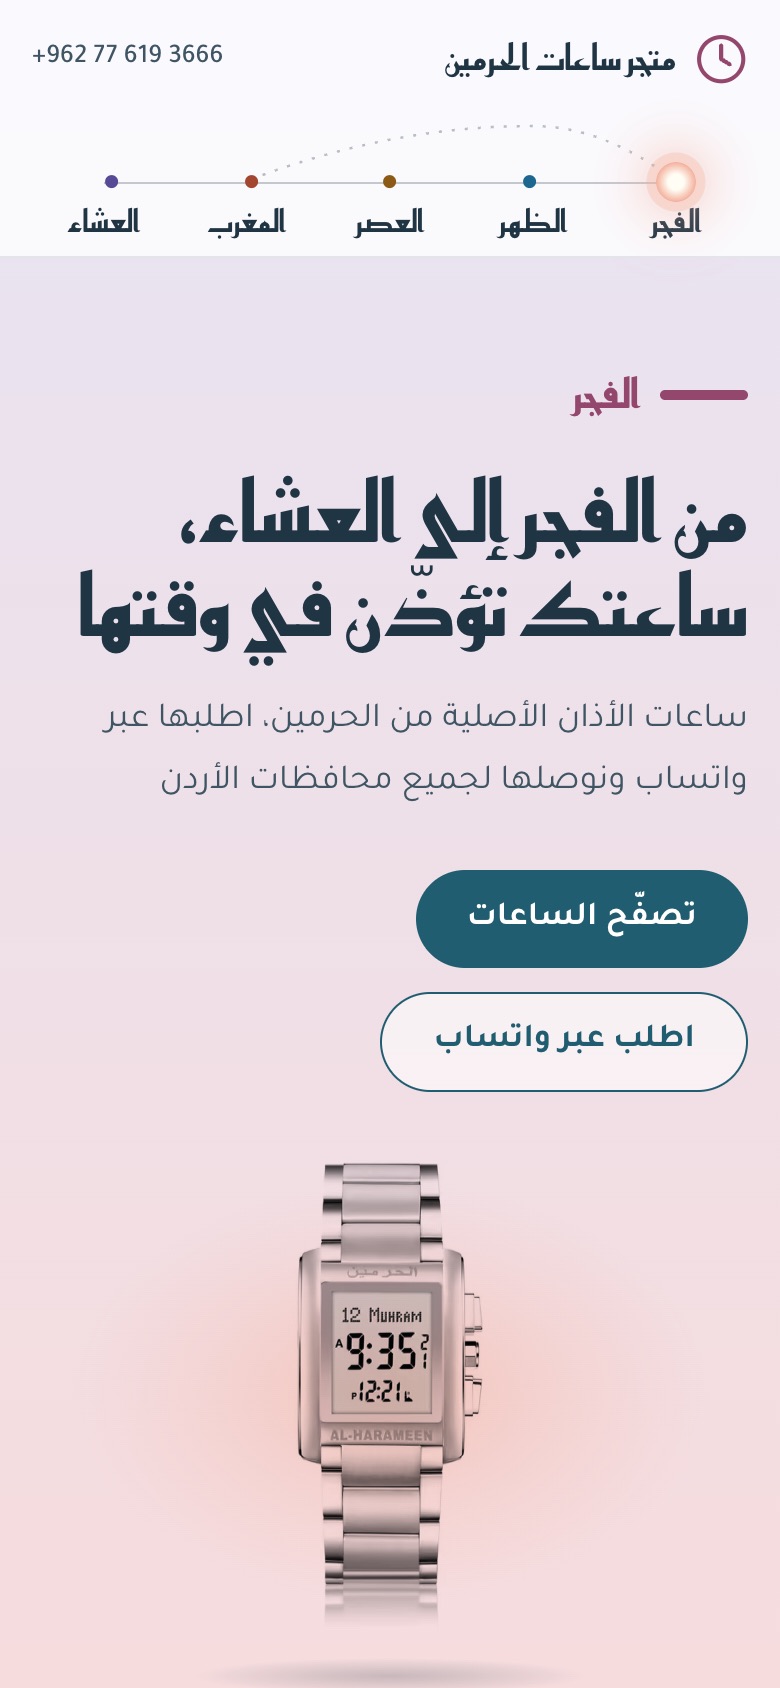 متجر ساعات الحرمين
+962 77 619 3666
الفجر
الظهر
العصر
المغرب
العشاء
الفجر
من الفجر إلى العشاء،
ساعتك تؤذّن في وقتها
ساعات الأذان الأصلية من الحرمين، اطلبها عبر
واتساب ونوصلها لجميع محافظات الأردن
تصفّح الساعات
اطلب عبر واتساب
الحرمين
12 MUHRAM
A 9:35 21
P 12:21
AL-HARAMEEN